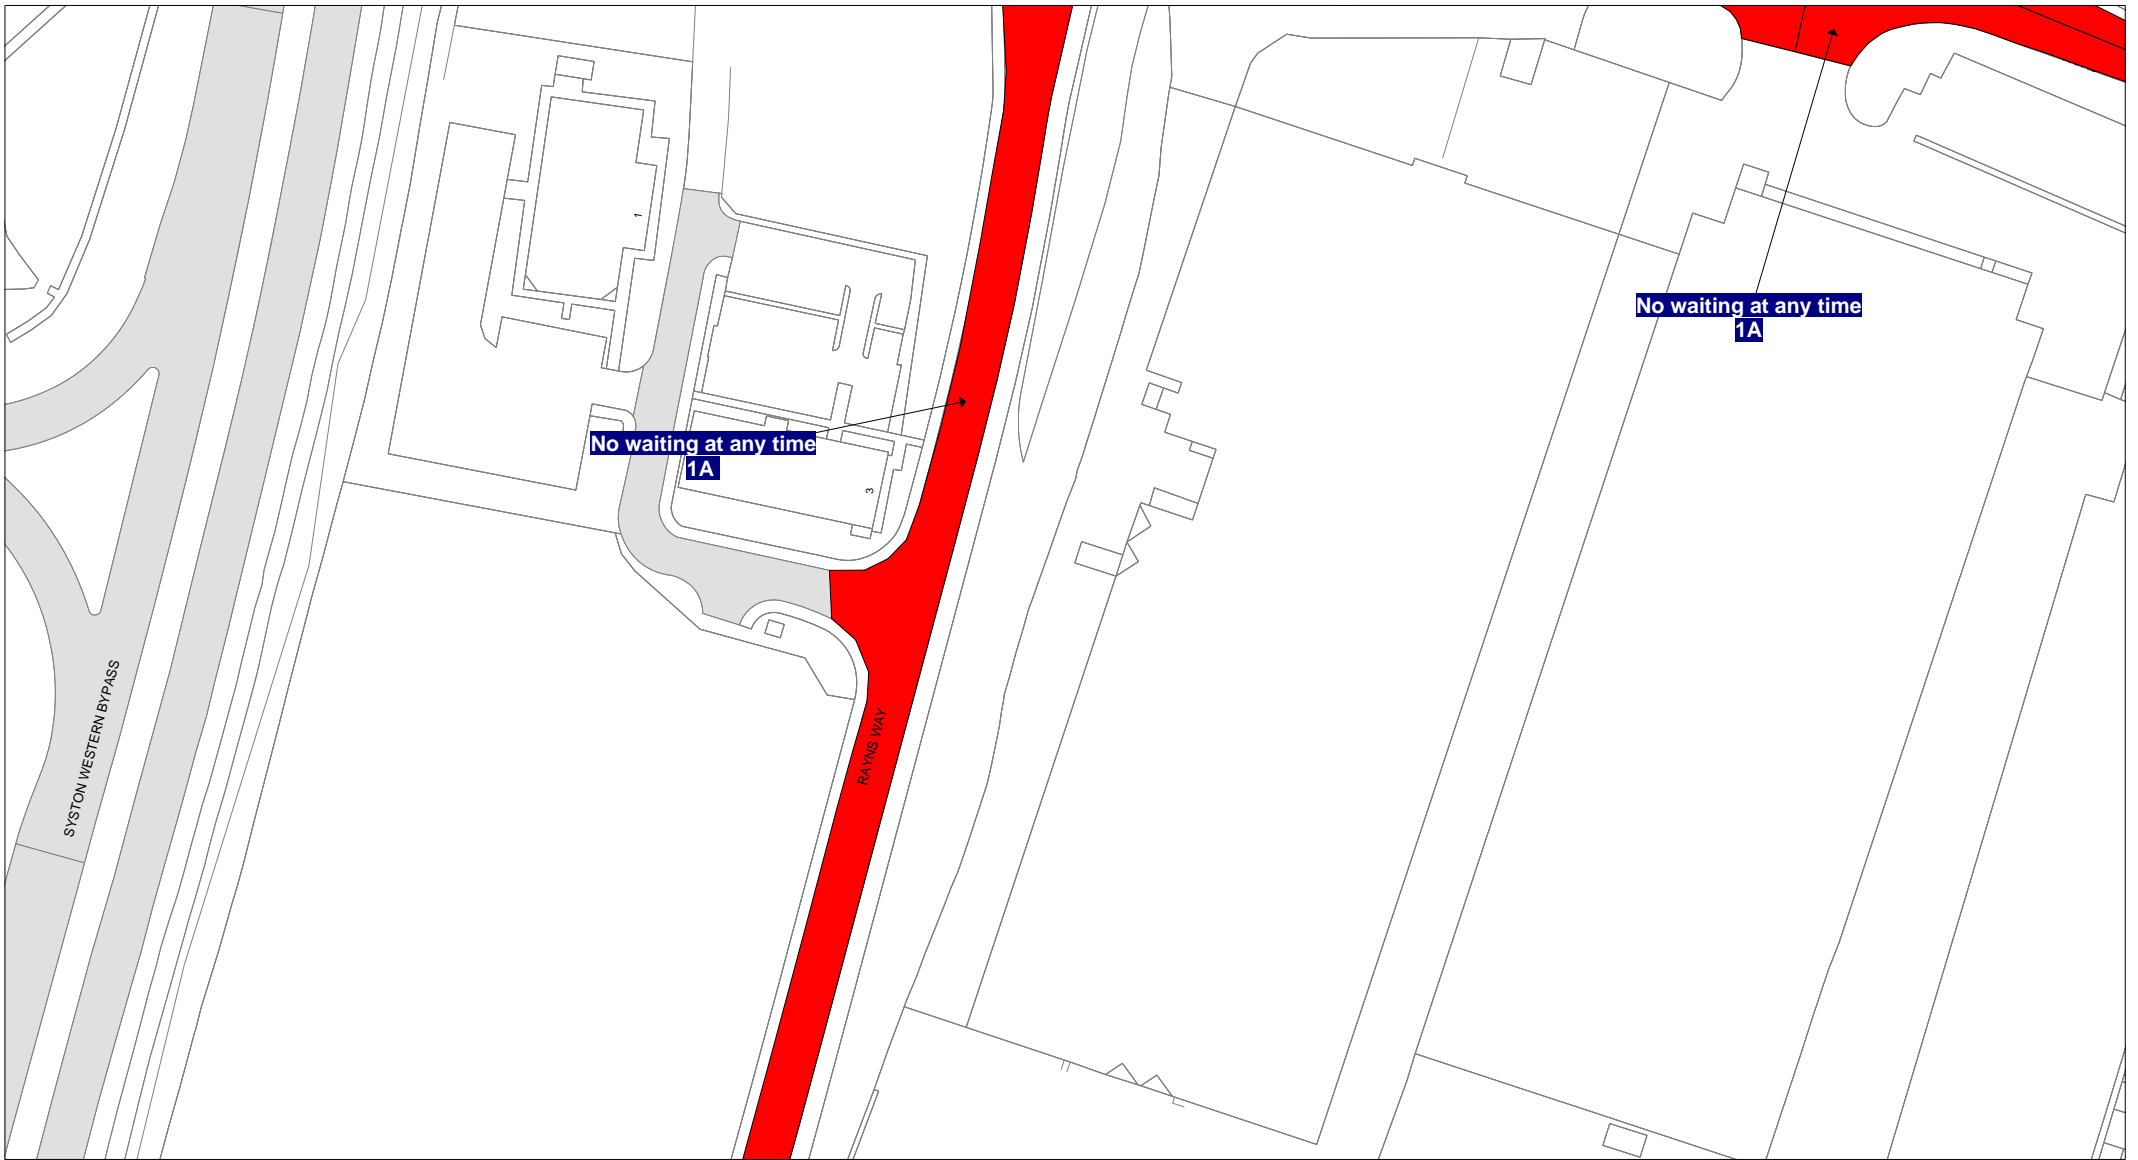 1
No waiting at any time
1A
No waiting at any time
1A
3
SYSTON WESTERN BYPASS
RAYNS WAY